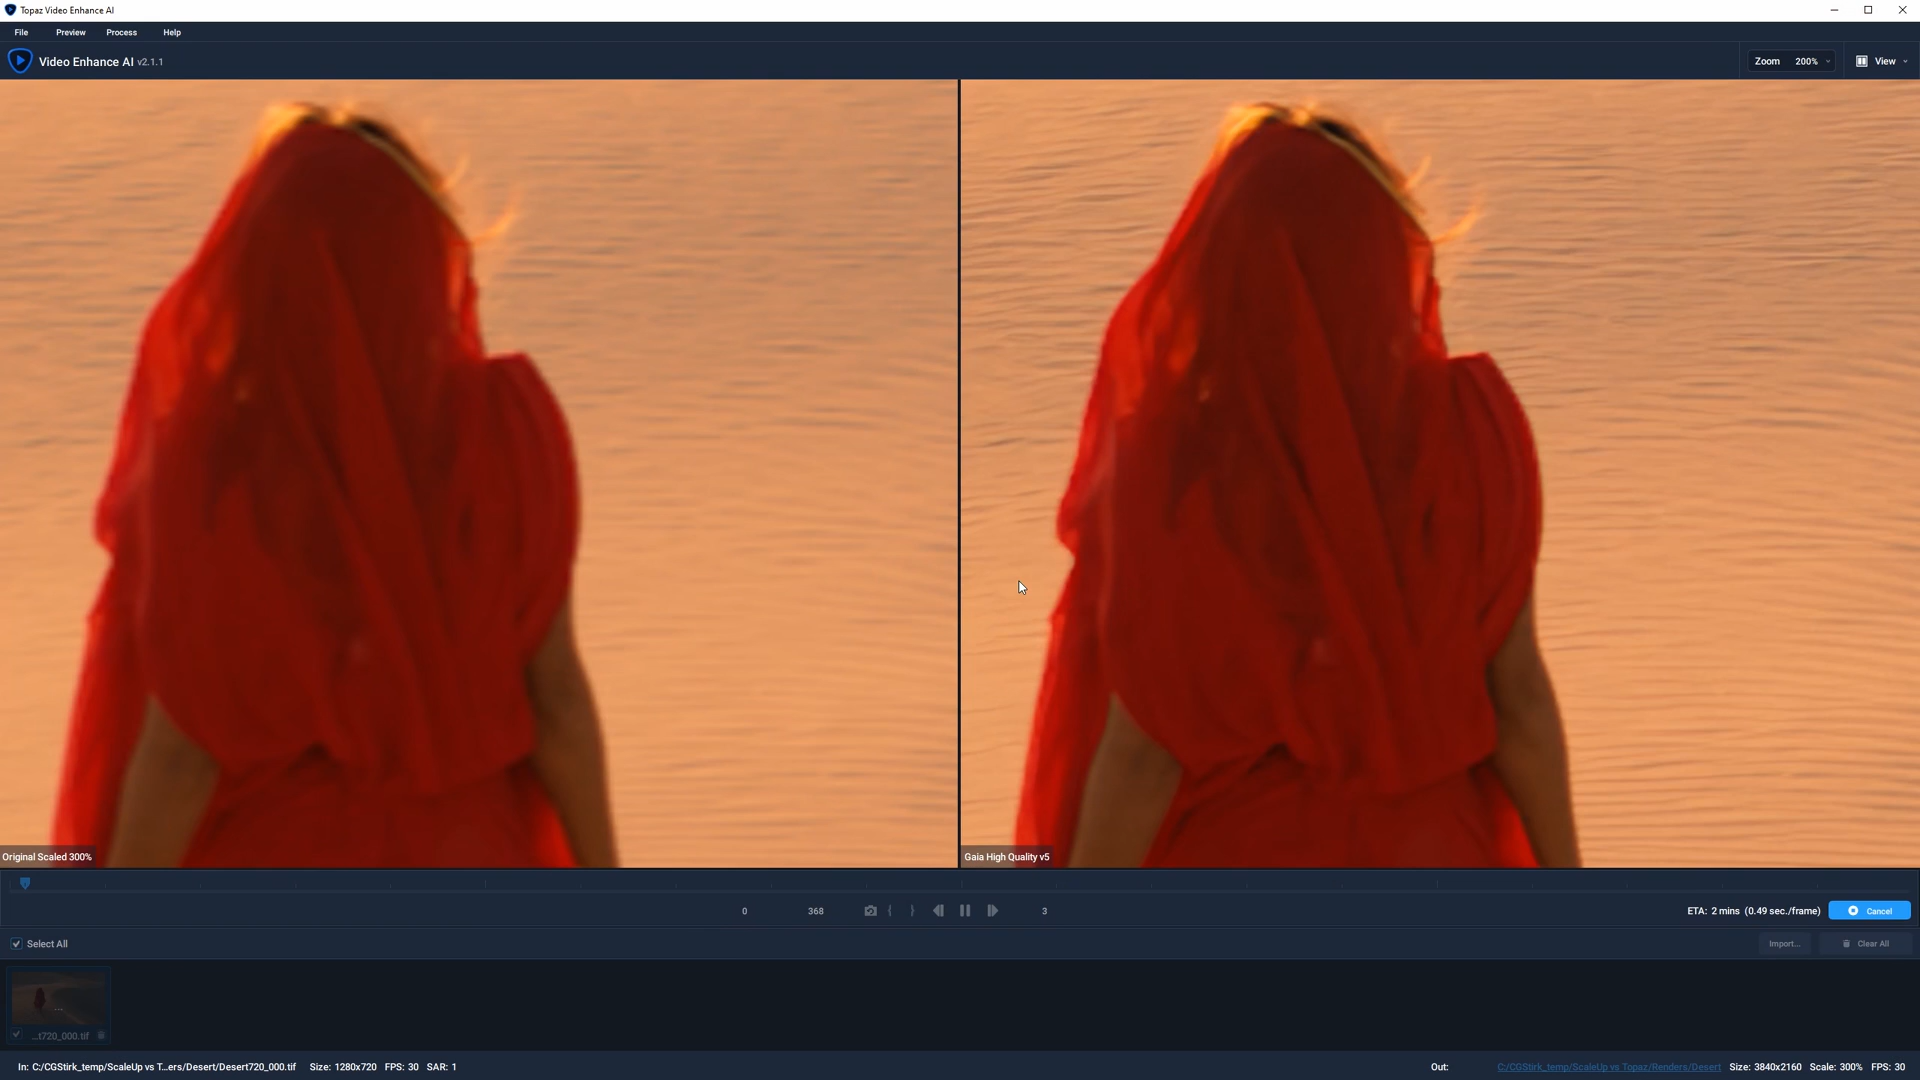 Topaz Video Enhance AI
File Preview Process Help
Video Enhance AI v2.1.1 Zoom 200% View
Original Scaled 300% Gaia High Quality v5
0 368 3 ETA: 2 mins (0.49 sec./frame) Cancel
Select All Import... Clear All
...t720_000.tif
In: C:/CGStirk_temp/ScaleUp vs T...ers/Desert/Desert720_000.tif Size: 1280x720 FPS: 30 SAR: 1 Out: C:/CGStirk_temp/ScaleUp vs Topaz/Renders/Desert Size: 3840x2160 Scale: 300% FPS: 30